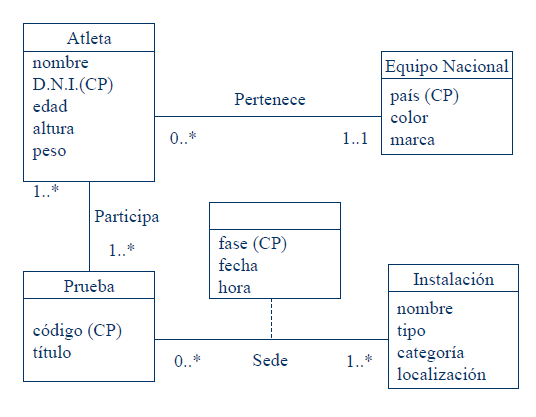 Atleta
nombre
D.N.I.(CP)
edad
altura
peso
Equipo Nacional
país (CP)
color
marca
Pertenece
0..*
1..1
1..*
Participa
1..*
fase (CP)
fecha
hora
Prueba
código (CP)
título
Instalación
nombre
tipo
categoría
localización
0..*
Sede
1..*